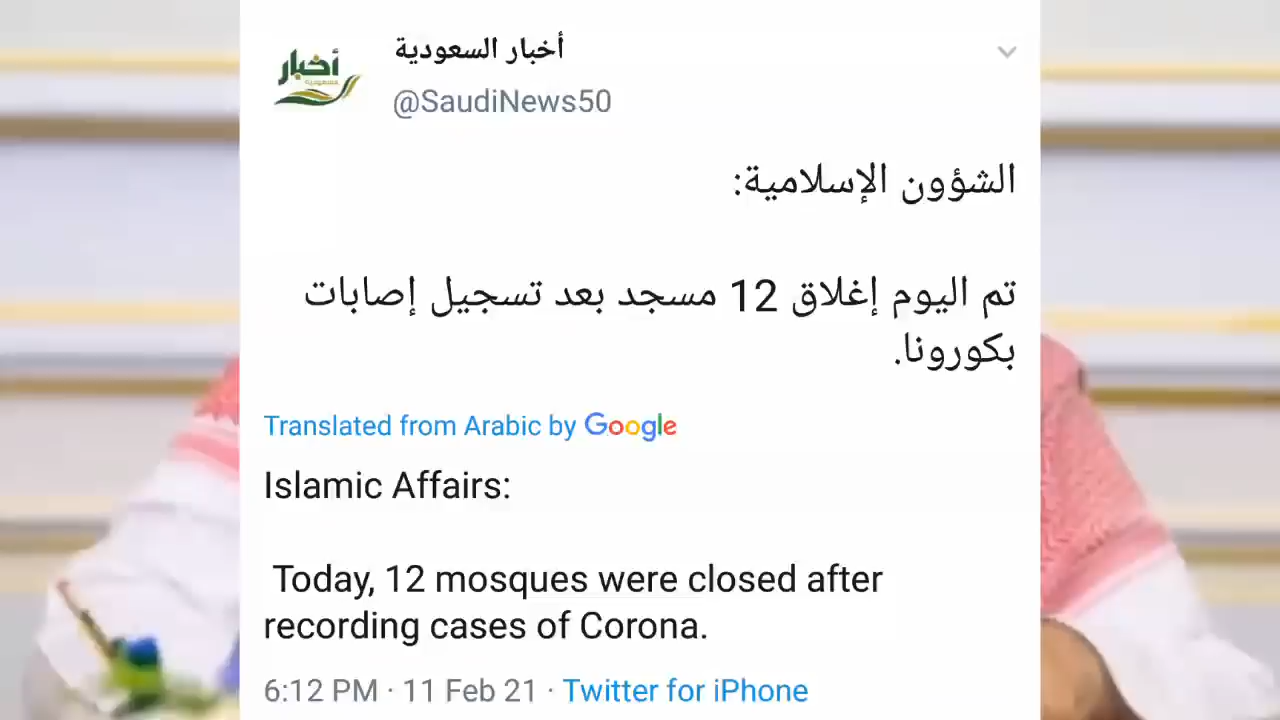 أخبار
أخبار السعودية
@SaudiNews50
الشؤون الإسلامية:
تم اليوم إغلاق 12 مسجد بعد تسجيل إصابات
بكورونا.
Translated from Arabic by Google
Islamic Affairs:
Today, 12 mosques were closed after
recording cases of Corona.
6:12 PM · 11 Feb 21 · Twitter for iPhone